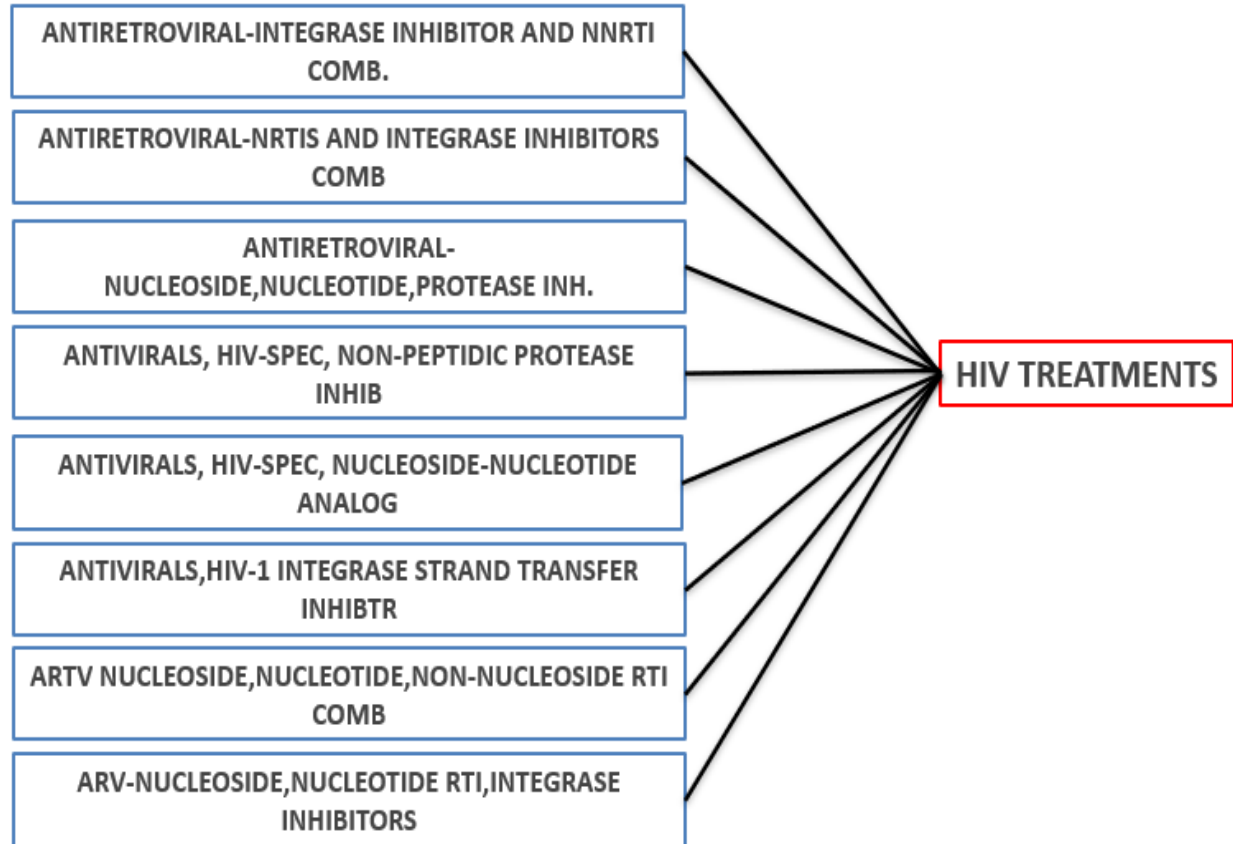 ANTIRETROVIRAL-INTEGRASE INHIBITOR AND NNRTI
COMB.
ANTIRETROVIRAL-NRTIS AND INTEGRASE INHIBITORS
COMB
ANTIRETROVIRAL-
NUCLEOSIDE,NUCLEOTIDE,PROTEASE INH.
ANTIVIRALS, HIV-SPEC, NON-PEPTIDIC PROTEASE
INHIB
ANTIVIRALS, HIV-SPEC, NUCLEOSIDE-NUCLEOTIDE
ANALOG
ANTIVIRALS,HIV-1 INTEGRASE STRAND TRANSFER
INHIBTR
ARTV NUCLEOSIDE,NUCLEOTIDE,NON-NUCLEOSIDE RTI
COMB
ARV-NUCLEOSIDE,NUCLEOTIDE RTI,INTEGRASE
INHIBITORS
HIV TREATMENTS